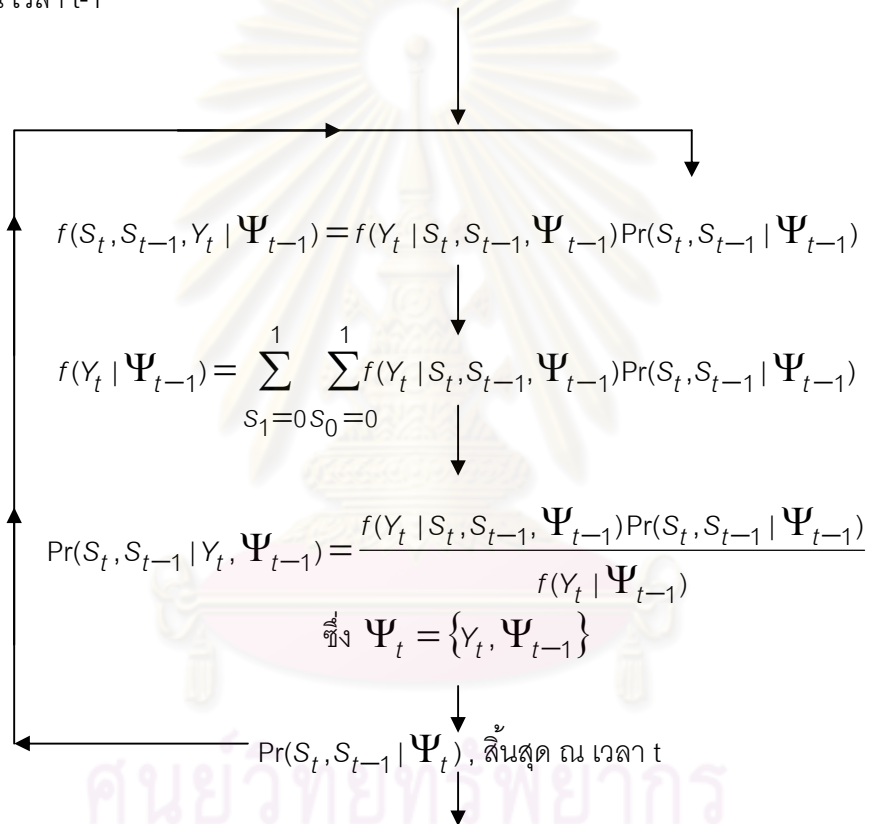 เวลา t-1
f(S_t, S_{t-1}, Y_t | Ψ_{t-1}) = f(Y_t | S_t, S_{t-1}, Ψ_{t-1}) Pr(S_t, S_{t-1} | Ψ_{t-1})
f(Y_t | Ψ_{t-1}) = \sum_{S_1=0}^{1} \sum_{S_0=0}^{1} f(Y_t | S_t, S_{t-1}, Ψ_{t-1}) Pr(S_t, S_{t-1} | Ψ_{t-1})
Pr(S_t, S_{t-1} | Y_t, Ψ_{t-1}) = \frac{f(Y_t | S_t, S_{t-1}, Ψ_{t-1}) Pr(S_t, S_{t-1} | Ψ_{t-1})}{f(Y_t | Ψ_{t-1})}
ซึ่ง Ψ_t = {Y_t, Ψ_{t-1}}
Pr(S_t, S_{t-1} | Ψ_t) , สิ้นสุด ณ เวลา t
ศูนย์วิทยทรัพยากร